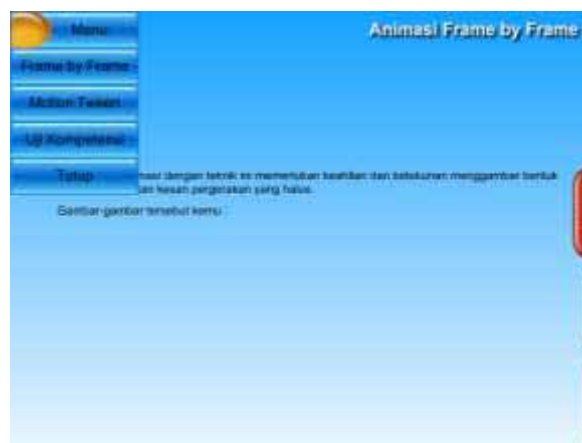 Animasi Frame by Frame
Menu
Frame by Frame
Motion Tween
Uji Kompetensi
Tutup
dengan teknik ini memerlukan keahlian dan ketekunan menggambar bentuk
kesan pergerakan yang halus.
Gambar-gambar tersebut kemu